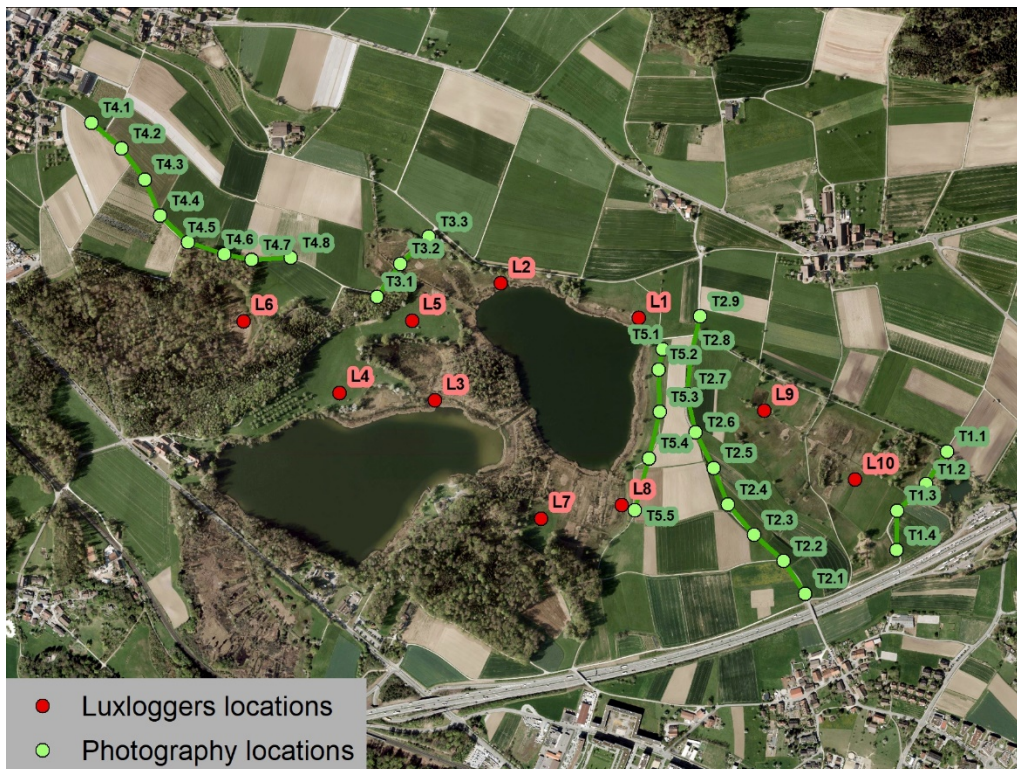 T4.1
T4.2
T4.3
T4.4
T4.5
T4.6
T4.7
T4.8
T3.3
T3.2
T3.1
L2
L6
L5
L1
T2.9
T5.1
T5.2
T2.8
T2.7
L4
L3
T5.3
L9
T2.6
T5.4
T2.5
T1.1
T1.2
L10
T2.4
T1.3
L7
L8
T5.5
T2.3
T1.4
T2.2
T2.1
Luxloggers locations
Photography locations